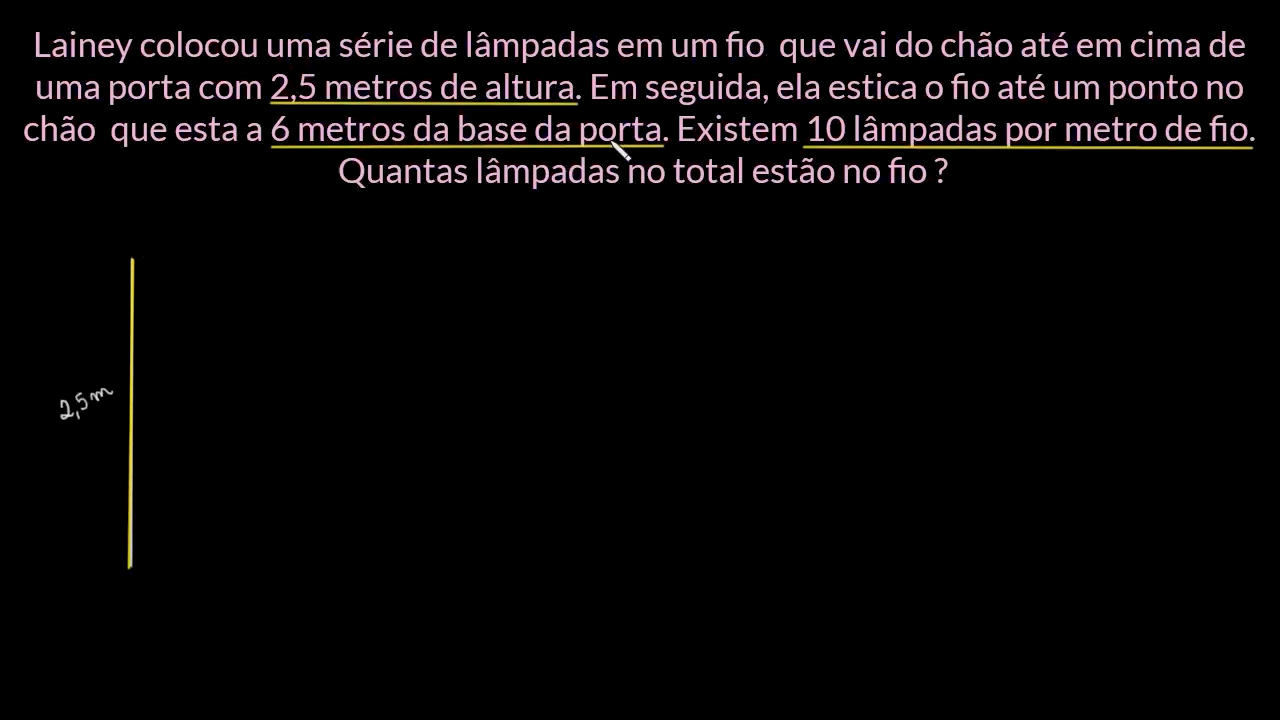 Lainey colocou uma série de lâmpadas em um fio que vai do chão até em cima de
uma porta com 2,5 metros de altura. Em seguida, ela estica o fio até um ponto no
chão que esta a 6 metros da base da porta. Existem 10 lâmpadas por metro de fio.
Quantas lâmpadas no total estão no fio ?
2,5m